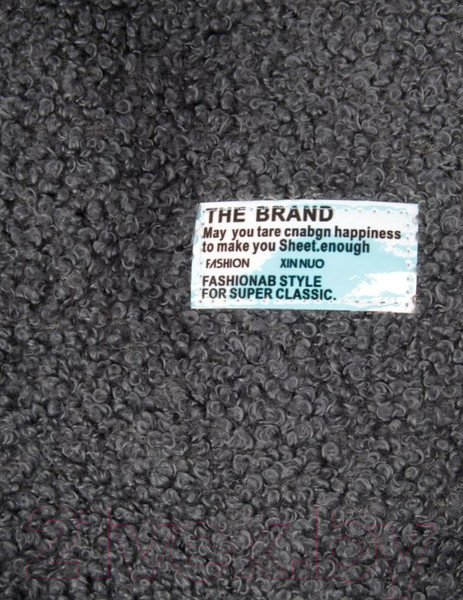 THE BRAND
May you tare cnabgn happiness
to make you Sheet.enough
FASHION XIN NUO
FASHIONAB STYLE
FOR SUPER CLASSIC.